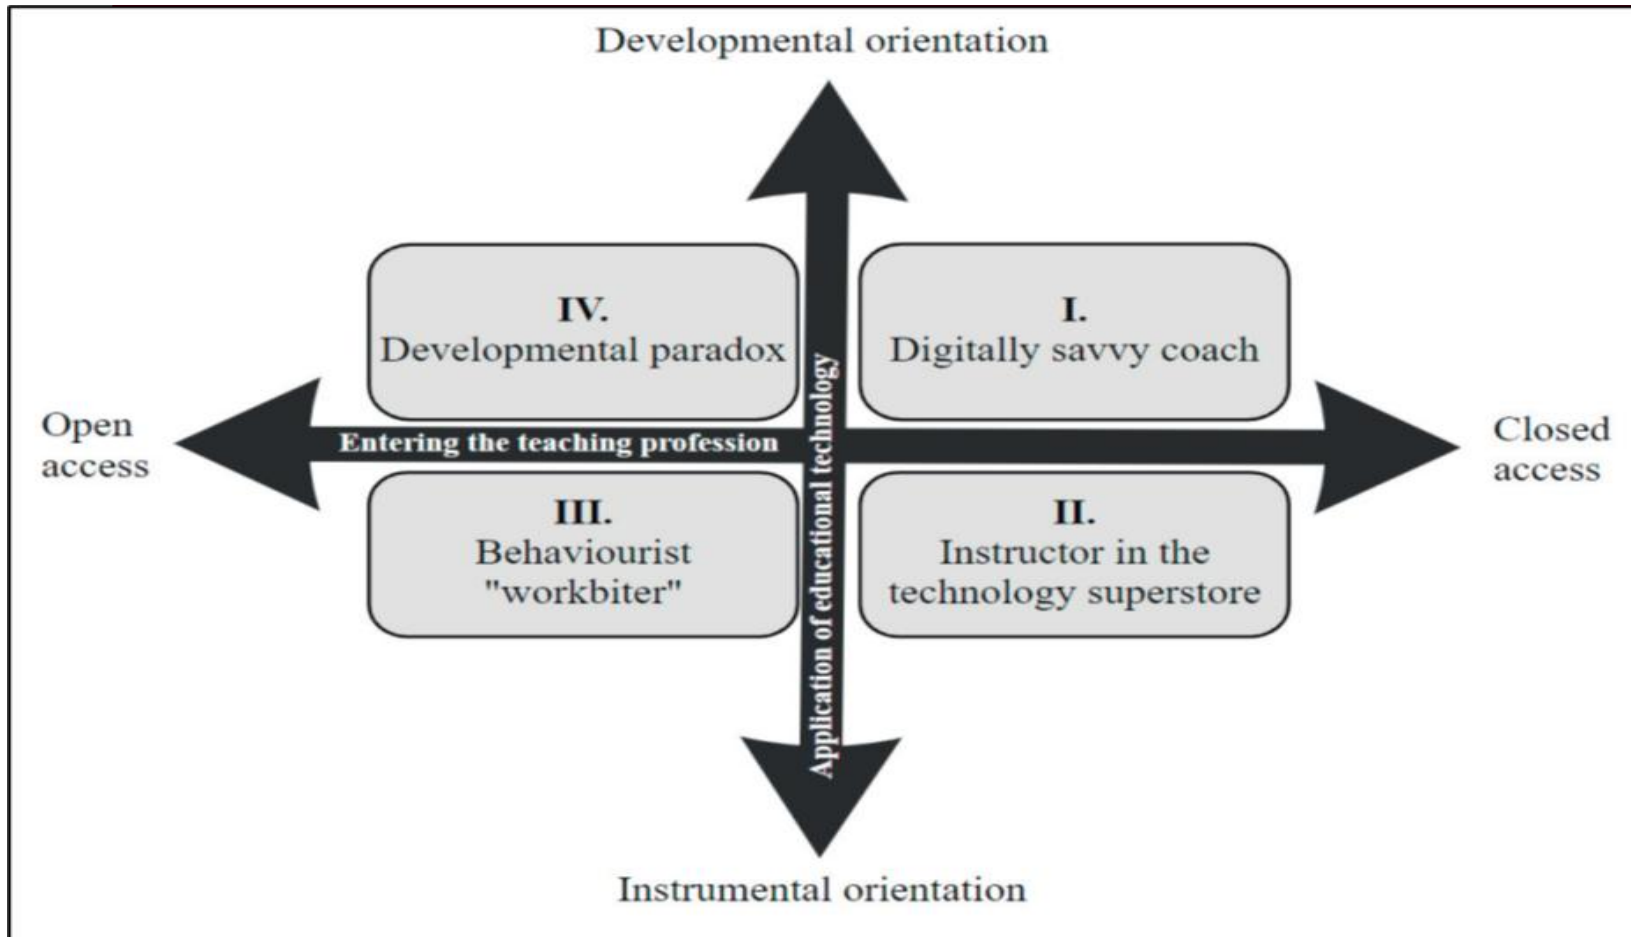 Developmental orientation
IV.
Developmental paradox
I.
Digitally savvy coach
Open
access
Entering the teaching profession
Application of educational technology
Closed
access
III.
Behaviourist
"workbiter"
II.
Instructor in the
technology superstore
Instrumental orientation